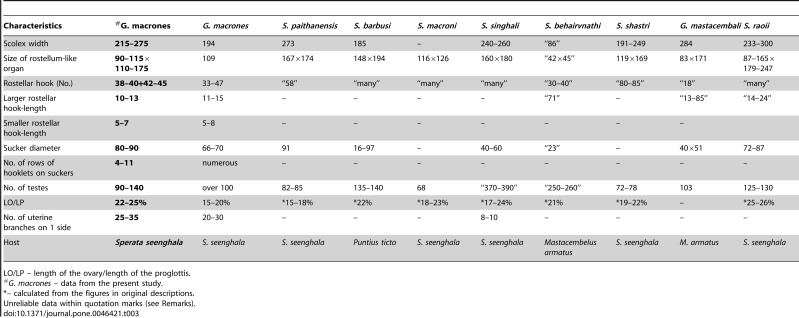 Characteristics #G. macrones G. macrones S. paithanensis S. barbusi S. macroni S. singhali S. behairvnathi S. shastri G. mastacembali S. raoii
Scolex width 215–275 194 273 185 – 240–260 “86” 191–249 284 233–300
Size of rostellum-like organ 90–115× 110–175 109 167×174 148×194 116×126 160×180 “42×45” 119×169 83×171 87–165× 179–247
Rostellar hook (No.) 38–40+42–45 33–47 “58” “many” “many” “many” “30–40” “80–85” “18” “many”
Larger rostellar hook-length 10–13 11–15 – – – – “71” – “13–85” “14–24”
Smaller rostellar hook-length 5–7 5–8 – – – – – – –
Sucker diameter 80–90 66–70 91 16–97 – 40–60 “23” – 40×51 72–87
No. of rows of hooklets on suckers 4–11 numerous – – – – – – – –
No. of testes 90–140 over 100 82–85 135–140 68 “370–390” “250–260” 72–78 103 125–130
LO/LP 22–25% 15–20% *15–18% *22% *18–23% *17–24% *21% *19–22% – *25–26%
No. of uterine branches on 1 side 25–35 20–30 – – – 8–10 – – – –
Host Sperata seenghala S. seenghala S. seenghala Puntius ticto S. seenghala S. seenghala Mastacembelus armatus S. seenghala M. armatus S. seenghala
LO/LP – length of the ovary/length of the proglottis.
#G. macrones – data from the present study.
*– calculated from the figures in original descriptions.
Unreliable data within quotation marks (see Remarks).
doi:10.1371/journal.pone.0046421.t003